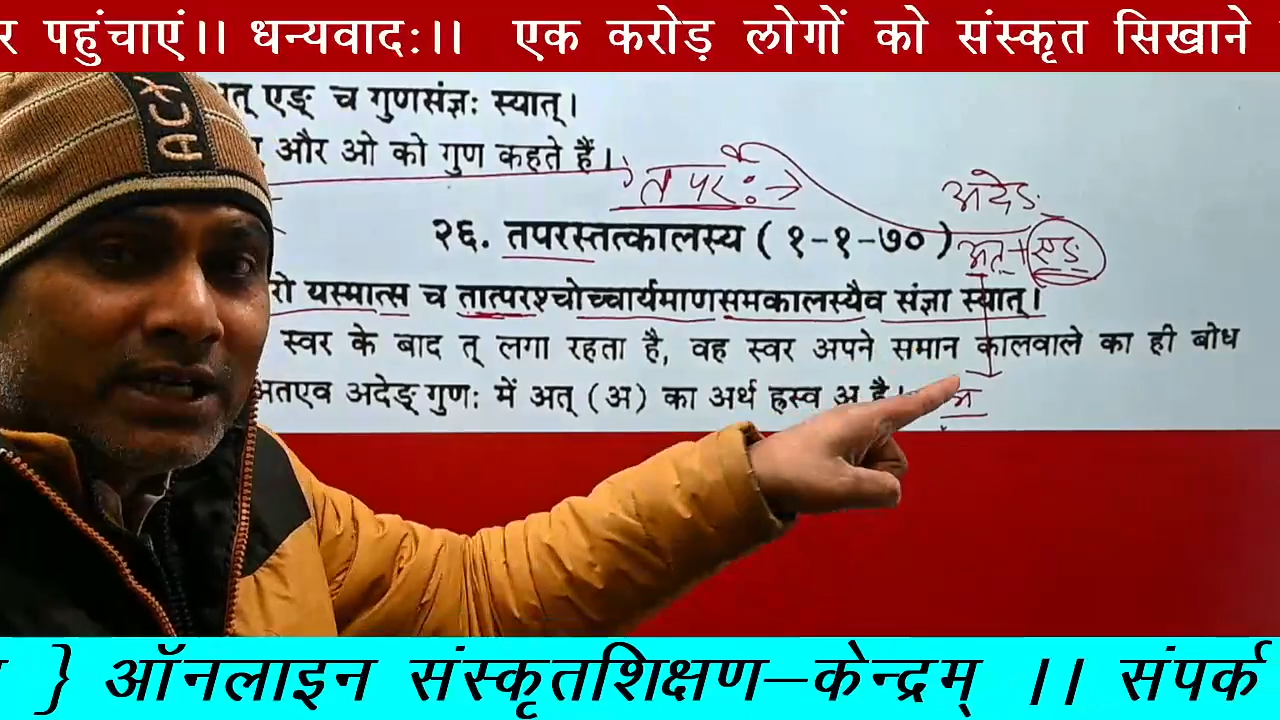 र पहुंचाएं।। धन्यवादः।। एक करोड़ लोगों को संस्कृत सिखाने
त् एङ् च गुणसंज्ञः स्यात्।
और ओ को गुण कहते हैं।
तपरः→
अदेङ्
२६. तपरस्तत्कालस्य (१-१-७०)
अत्+एङ्
रो यस्मात्स च तात्परश्चोच्चार्यमाणसमकालस्यैव संज्ञा स्यात्।
स्वर के बाद त् लगा रहता है, वह स्वर अपने समान कालवाले का ही बोध
अतएव अदेङ् गुणः में अत् (अ) का अर्थ ह्रस्व अ है।
अ
ACX
} ऑनलाइन संस्कृतशिक्षण–केन्द्रम् ।। संपर्क